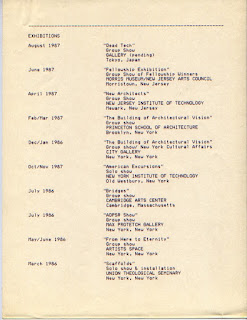 EXHIBITIONS
August 1987 "Dead Tech"
Group Show
GALLERY (pending)
Tokyo, Japan
June 1987 "Fellowship Exhibition"
Group Show of Fellowship Winners
MORRIS MUSEUM/NEW JERSEY ARTS COUNCIL
Morristown, New Jersey
April 1987 "New Architects"
Group Show
NEW JERSEY INSTITUTE OF TECHNOLOGY
Newark, New Jersey
Feb/Mar 1987 "The Building of Architectural Vision"
Group show
PRINCETON SCHOOL OF ARCHITECTURE
Brooklyn, New York
Dec/Jan 1986 "The Building of Architectural Vision"
Group show/ New York Cultural Affairs
CITY GALLERY
New York, New York
Oct/Nov 1987 "American Excursions"
Solo show
NEW YORK INSTITUTE OF TECHNOLOGY
Old Westbury, New York
July 1986 "Bridges"
Group show
CAMBRIDGE ARTS CENTER
Cambridge, Massachusetts
July 1986 "ADPSR Show"
Group show
MAX PROTETCH GALLERY
New York, New York
May/June 1986 "From Here to Eternity"
Group show
ARTISTS SPACE
New York, New York
March 1986 "Scaffolds"
Solo show & installation
UNION THEOLOGICAL SEMINARY
New York, New York